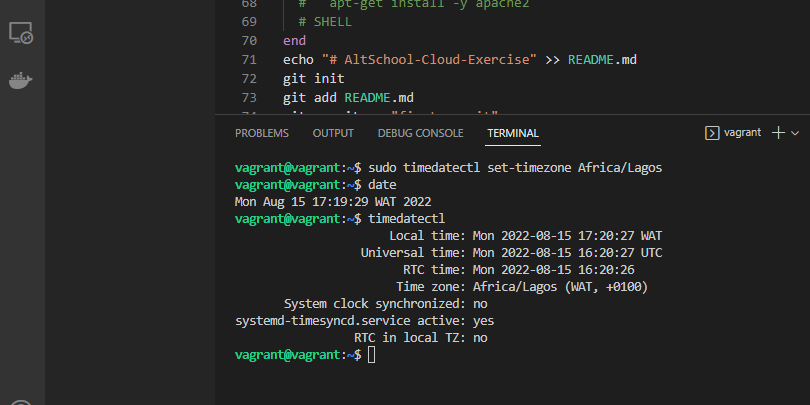 68 # apt-get install -y apache2
69 # SHELL
70 end
71 echo "# AltSchool-Cloud-Exercise" >> README.md
72 git init
73 git add README.md
PROBLEMS OUTPUT DEBUG CONSOLE TERMINAL vagrant
vagrant@vagrant:~$ sudo timedatectl set-timezone Africa/Lagos
vagrant@vagrant:~$ date
Mon Aug 15 17:19:29 WAT 2022
vagrant@vagrant:~$ timedatectl
Local time: Mon 2022-08-15 17:20:27 WAT
Universal time: Mon 2022-08-15 16:20:27 UTC
RTC time: Mon 2022-08-15 16:20:26
Time zone: Africa/Lagos (WAT, +0100)
System clock synchronized: no
systemd-timesyncd.service active: yes
RTC in local TZ: no
vagrant@vagrant:~$